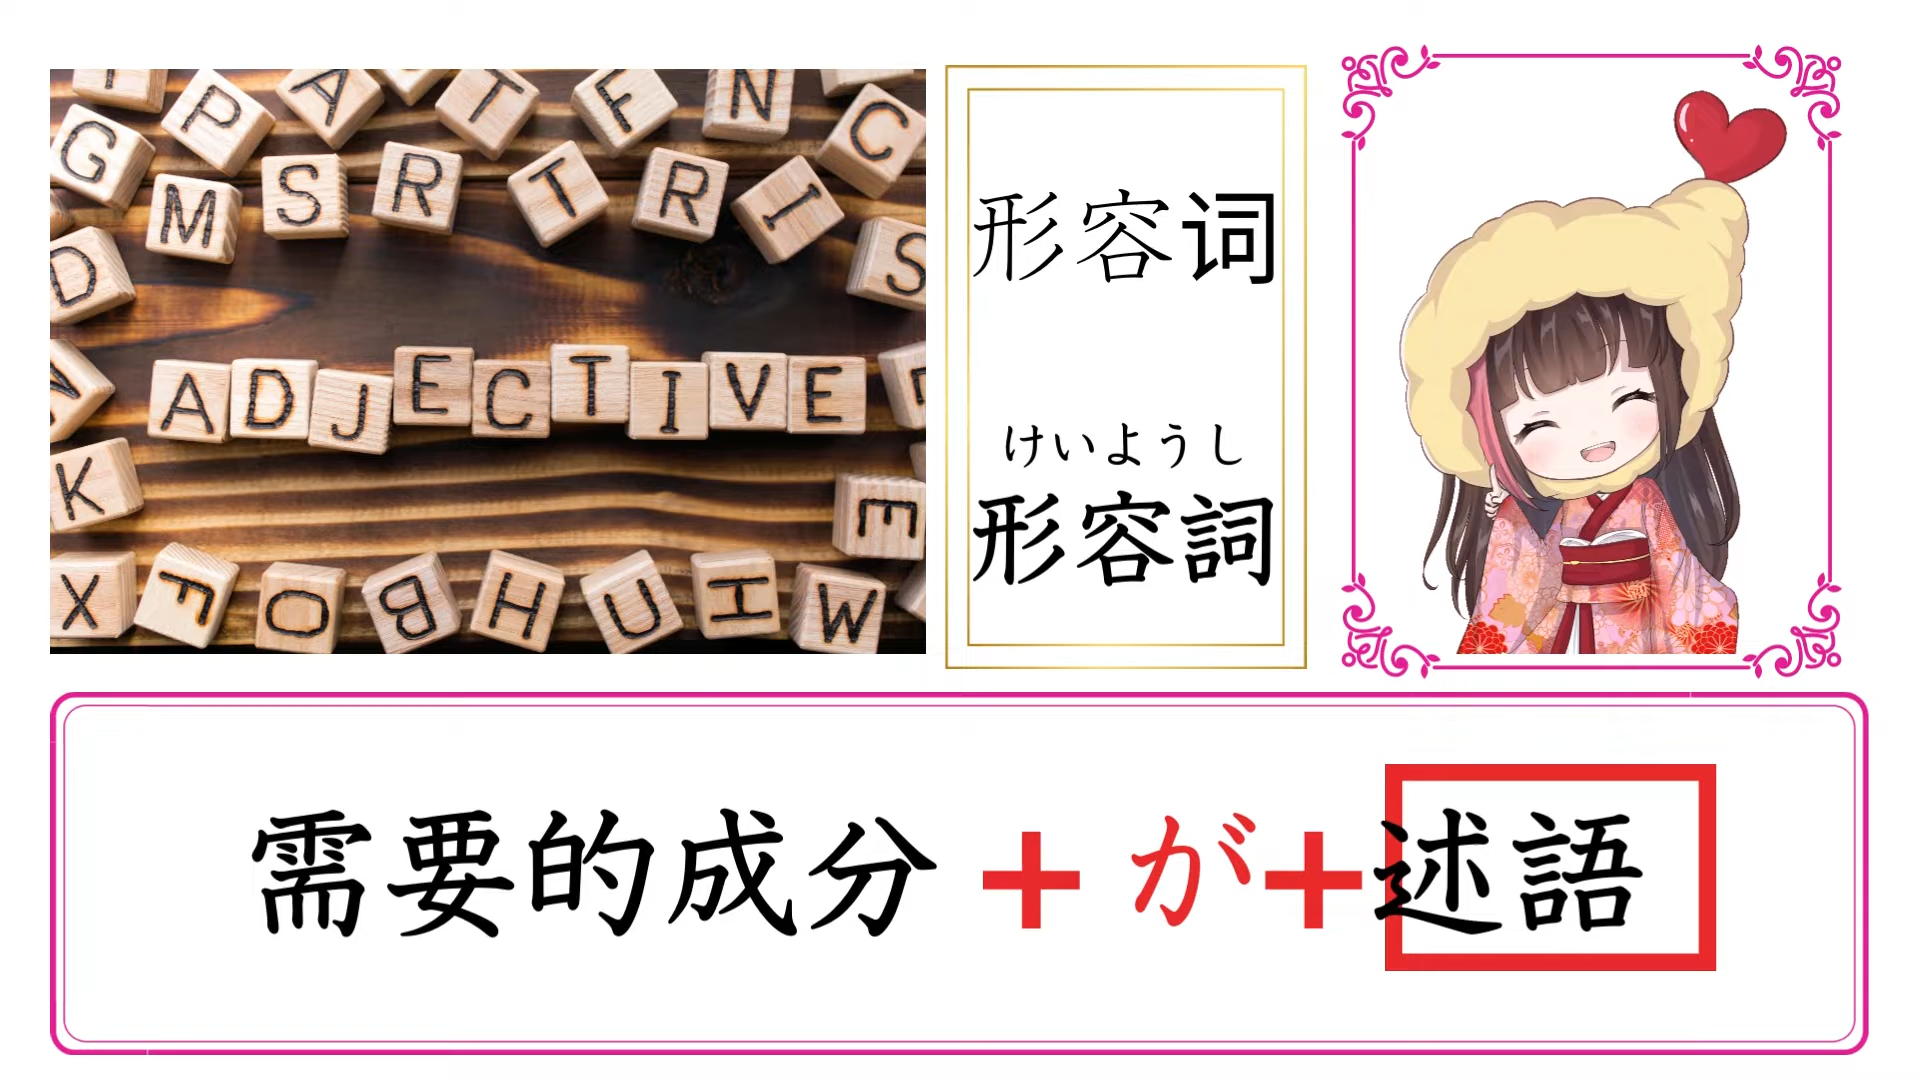 P A T F N C
G M S R T R I S
D
ADJECTIVE
K
E
X F O B H U H W
形容词
けいようし
形容詞
需要的成分 + が+述語